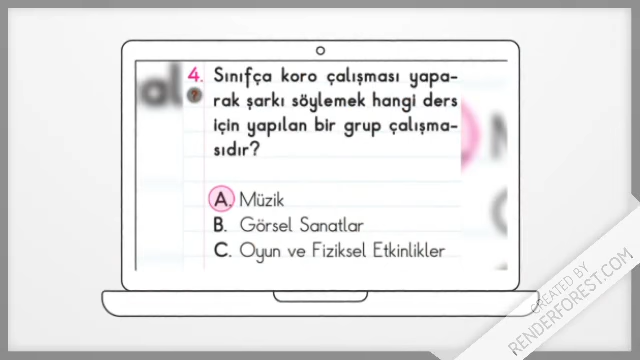 4. Sınıfça koro çalışması yapa-
rak şarkı söylemek hangi ders
için yapılan bir grup çalışma-
sıdır?
A. Müzik
B. Görsel Sanatlar
C. Oyun ve Fiziksel Etkinlikler
CREATED BY
RENDERFOREST.COM